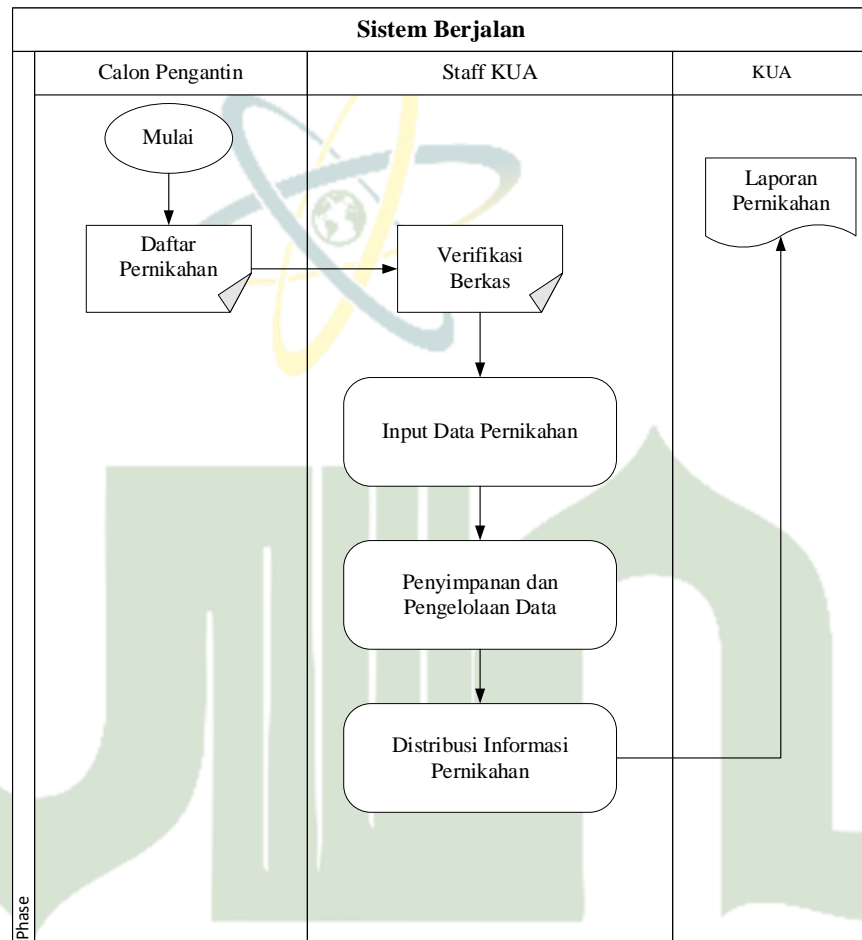 Sistem Berjalan
Calon Pengantin
Staff KUA
KUA
Mulai
Laporan
Pernikahan
Daftar
Pernikahan
Verifikasi
Berkas
Input Data Pernikahan
Penyimpanan dan
Pengelolaan Data
Distribusi Informasi
Pernikahan
Phase